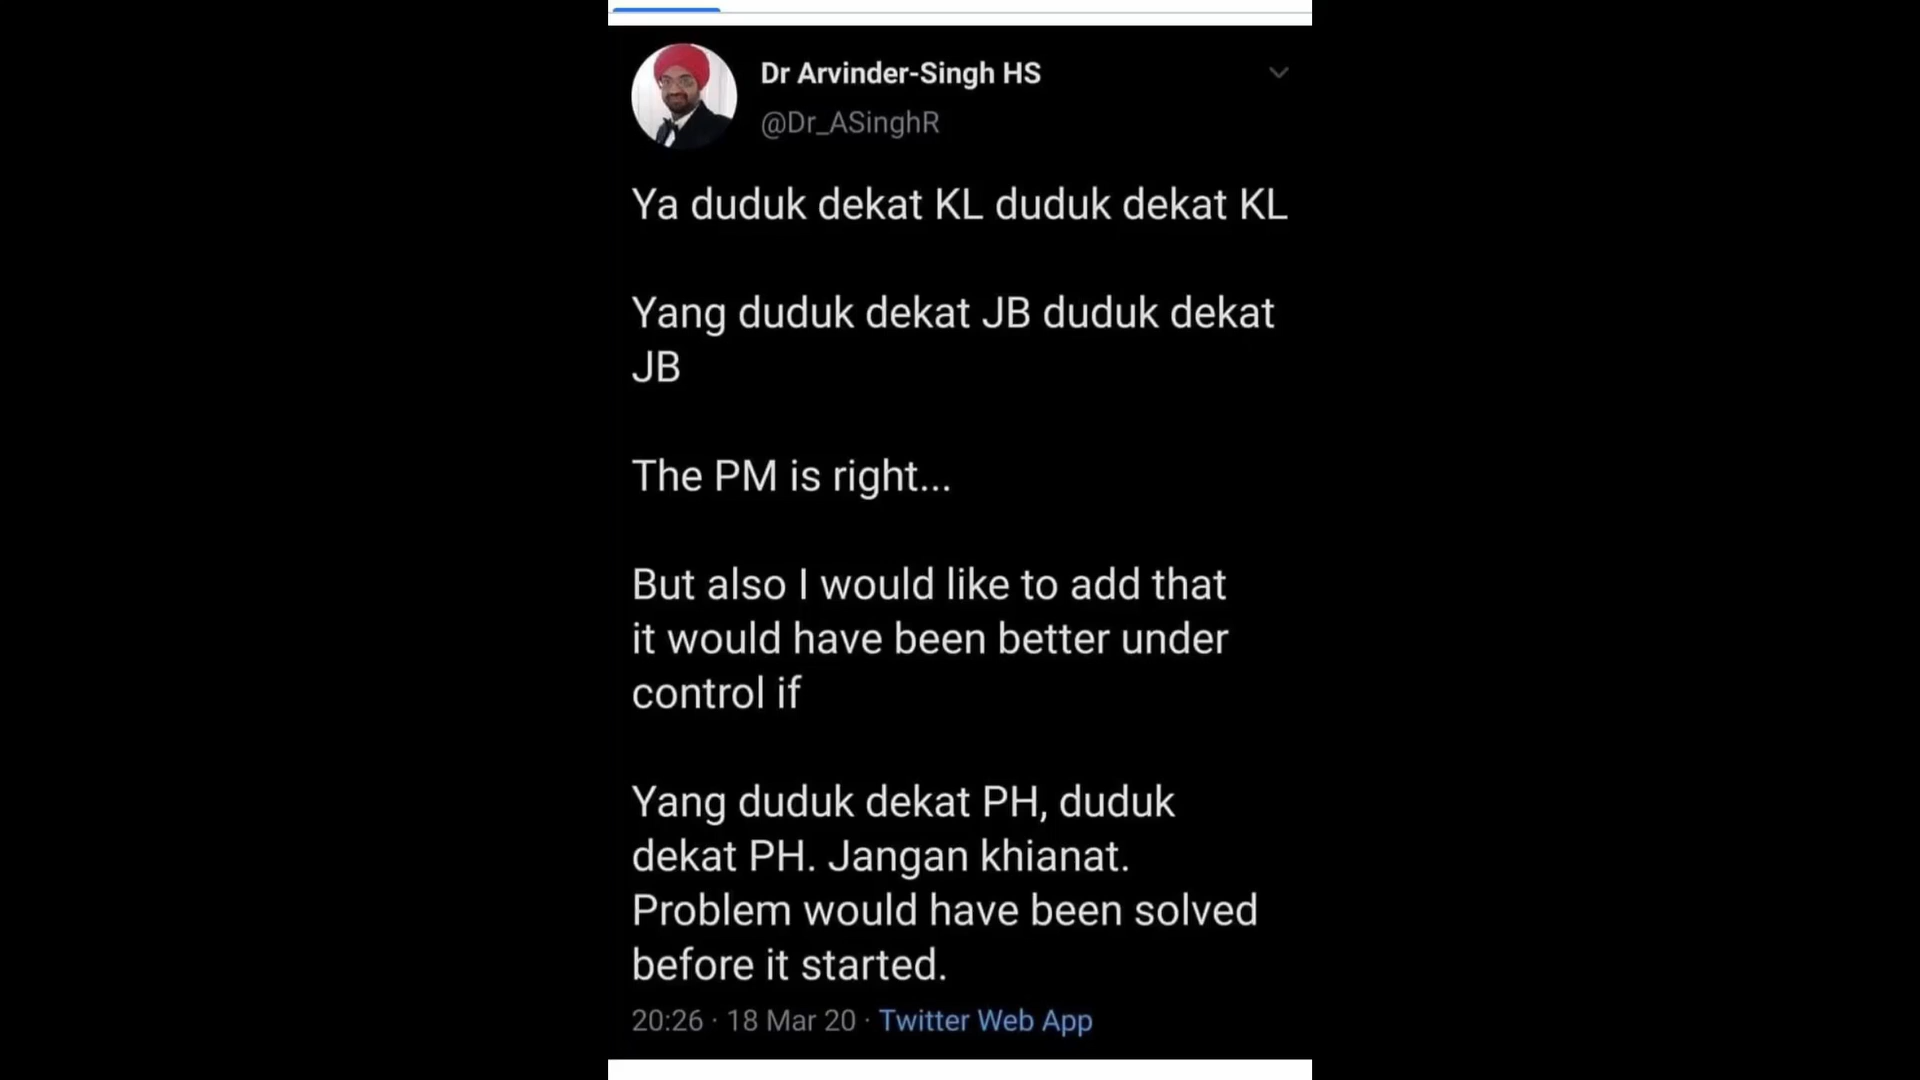 Dr Arvinder-Singh HS
@Dr_ASinghR
Ya duduk dekat KL duduk dekat KL
Yang duduk dekat JB duduk dekat
JB
The PM is right...
But also I would like to add that
it would have been better under
control if
Yang duduk dekat PH, duduk
dekat PH. Jangan khianat.
Problem would have been solved
before it started.
20:26 · 18 Mar 20 · Twitter Web App